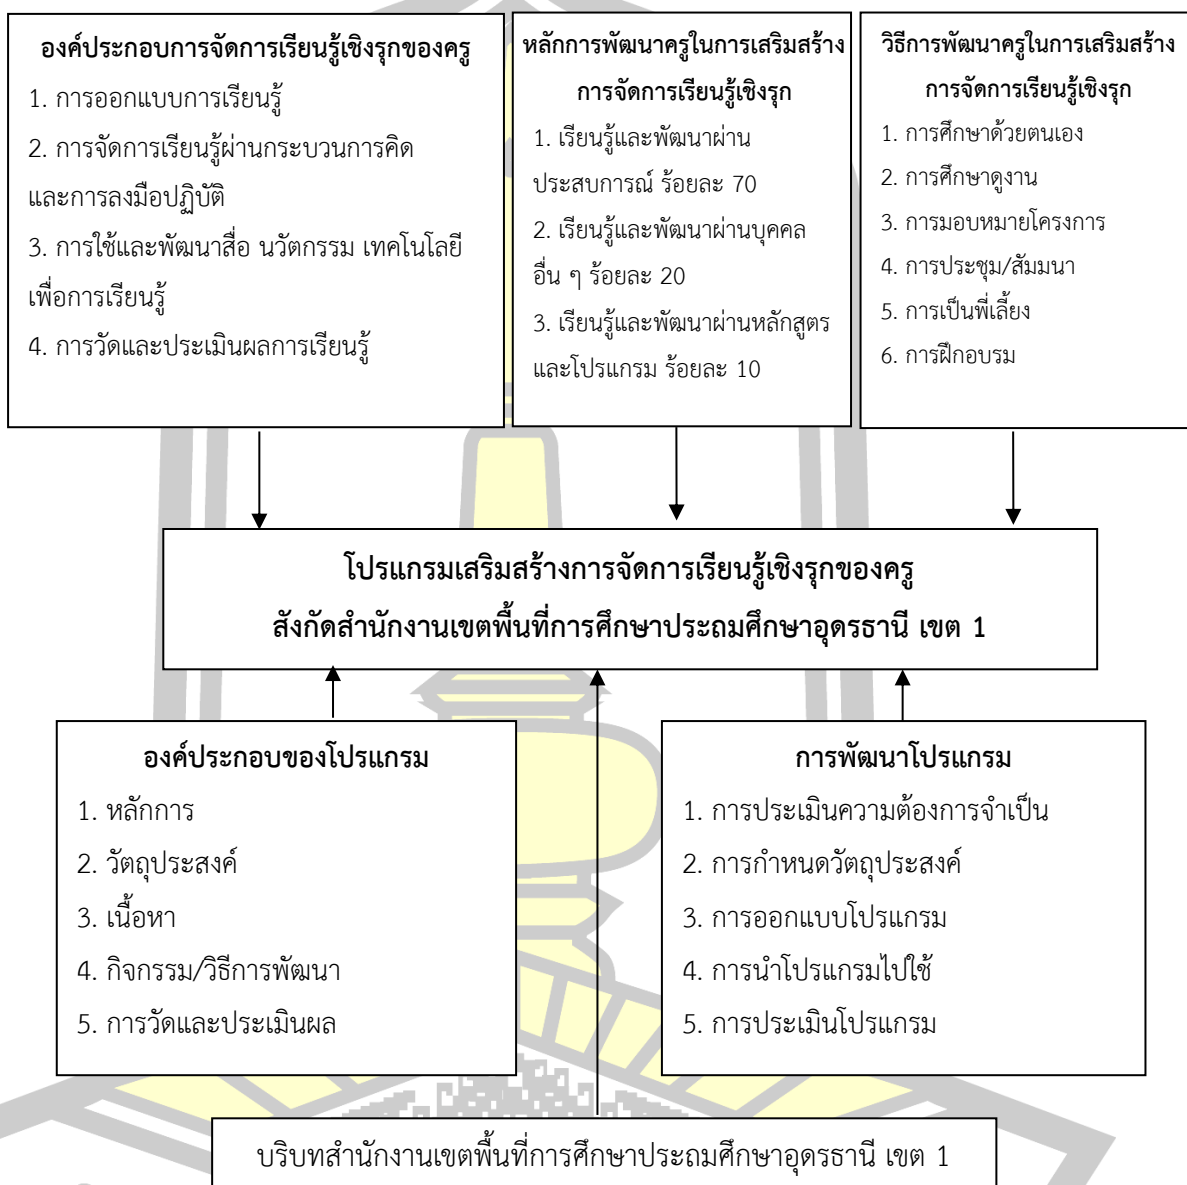 องค์ประกอบการจัดการเรียนรู้เชิงรุกของครู
1. การออกแบบการเรียนรู้
2. การจัดการเรียนรู้ผ่านกระบวนการคิด
และการลงมือปฏิบัติ
3. การใช้และพัฒนาสื่อ นวัตกรรม เทคโนโลยี
เพื่อการเรียนรู้
4. การวัดและประเมินผลการเรียนรู้
หลักการพัฒนาครูในการเสริมสร้าง
การจัดการเรียนรู้เชิงรุก
1. เรียนรู้และพัฒนาผ่าน
ประสบการณ์ ร้อยละ 70
2. เรียนรู้และพัฒนาผ่านบุคคล
อื่น ๆ ร้อยละ 20
3. เรียนรู้และพัฒนาผ่านหลักสูตร
และโปรแกรม ร้อยละ 10
วิธีการพัฒนาครูในการเสริมสร้าง
การจัดการเรียนรู้เชิงรุก
1. การศึกษาด้วยตนเอง
2. การศึกษาดูงาน
3. การมอบหมายโครงการ
4. การประชุม/สัมมนา
5. การเป็นพี่เลี้ยง
6. การฝึกอบรม
โปรแกรมเสริมสร้างการจัดการเรียนรู้เชิงรุกของครู
สังกัดสำนักงานเขตพื้นที่การศึกษาประถมศึกษาอุดรธานี เขต 1
องค์ประกอบของโปรแกรม
1. หลักการ
2. วัตถุประสงค์
3. เนื้อหา
4. กิจกรรม/วิธีการพัฒนา
5. การวัดและประเมินผล
การพัฒนาโปรแกรม
1. การประเมินความต้องการจำเป็น
2. การกำหนดวัตถุประสงค์
3. การออกแบบโปรแกรม
4. การนำโปรแกรมไปใช้
5. การประเมินโปรแกรม
บริบทสำนักงานเขตพื้นที่การศึกษาประถมศึกษาอุดรธานี เขต 1